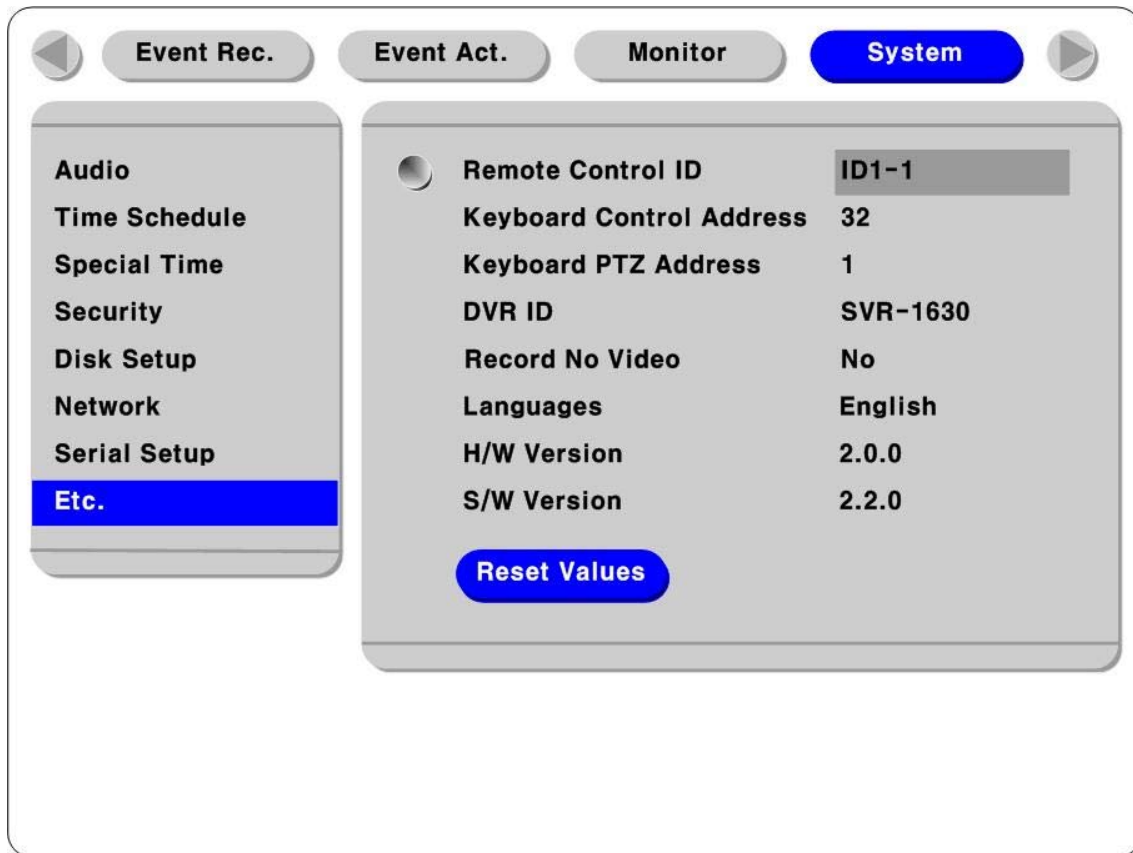 Event Rec. Event Act. Monitor System
Audio
Time Schedule
Special Time
Security
Disk Setup
Network
Serial Setup
Etc.
Remote Control ID ID1-1
Keyboard Control Address 32
Keyboard PTZ Address 1
DVR ID SVR-1630
Record No Video No
Languages English
H/W Version 2.0.0
S/W Version 2.2.0
Reset Values